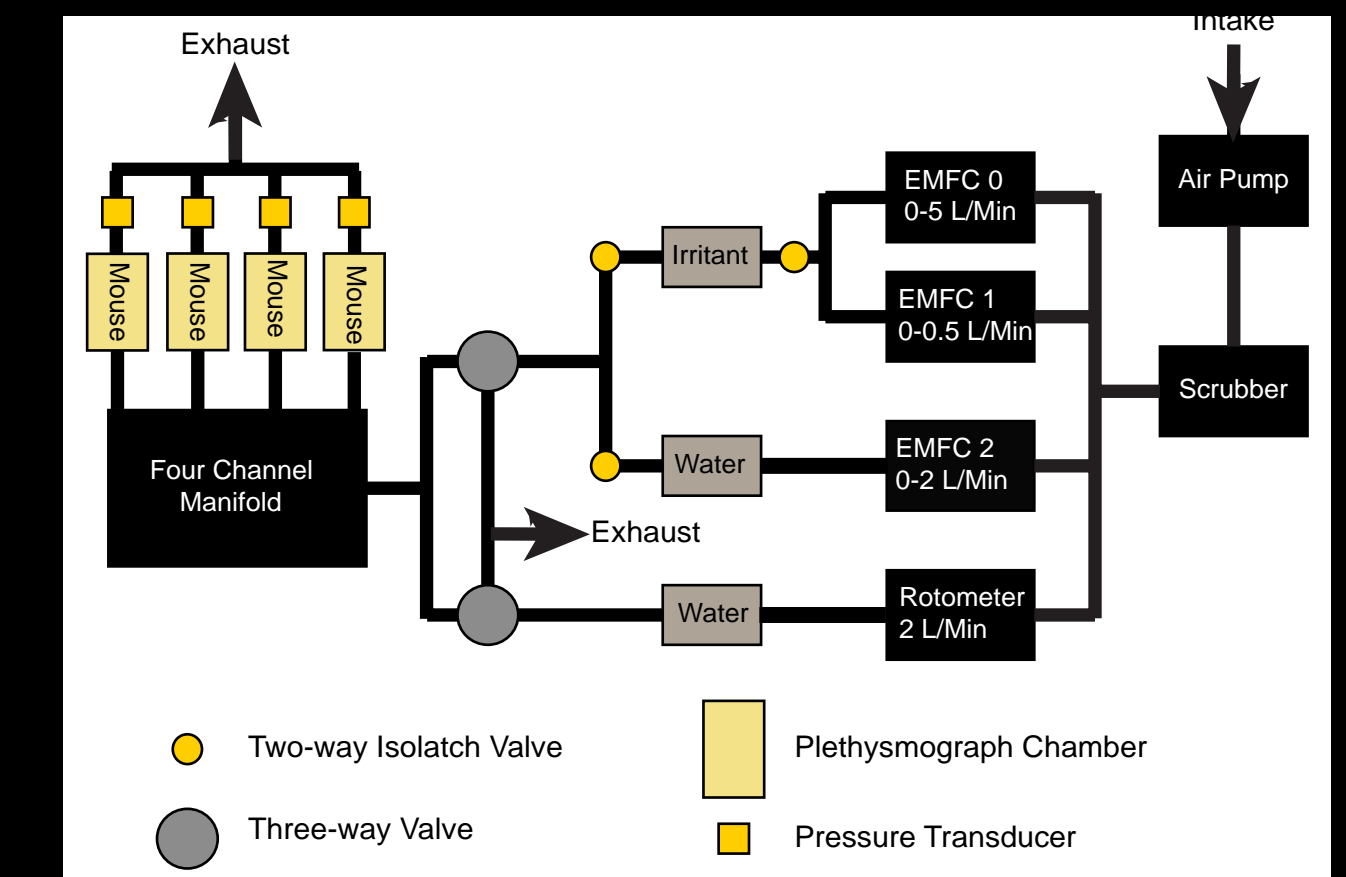 Intake
Exhaust
EMFC 0
0-5 L/Min
Air Pump
Irritant
Mouse
Mouse
Mouse
Mouse
EMFC 1
0-0.5 L/Min
Scrubber
Four Channel
Manifold
Water
EMFC 2
0-2 L/Min
Exhaust
Water
Rotometer
2 L/Min
Two-way Isolatch Valve
Plethysmograph Chamber
Three-way Valve
Pressure Transducer